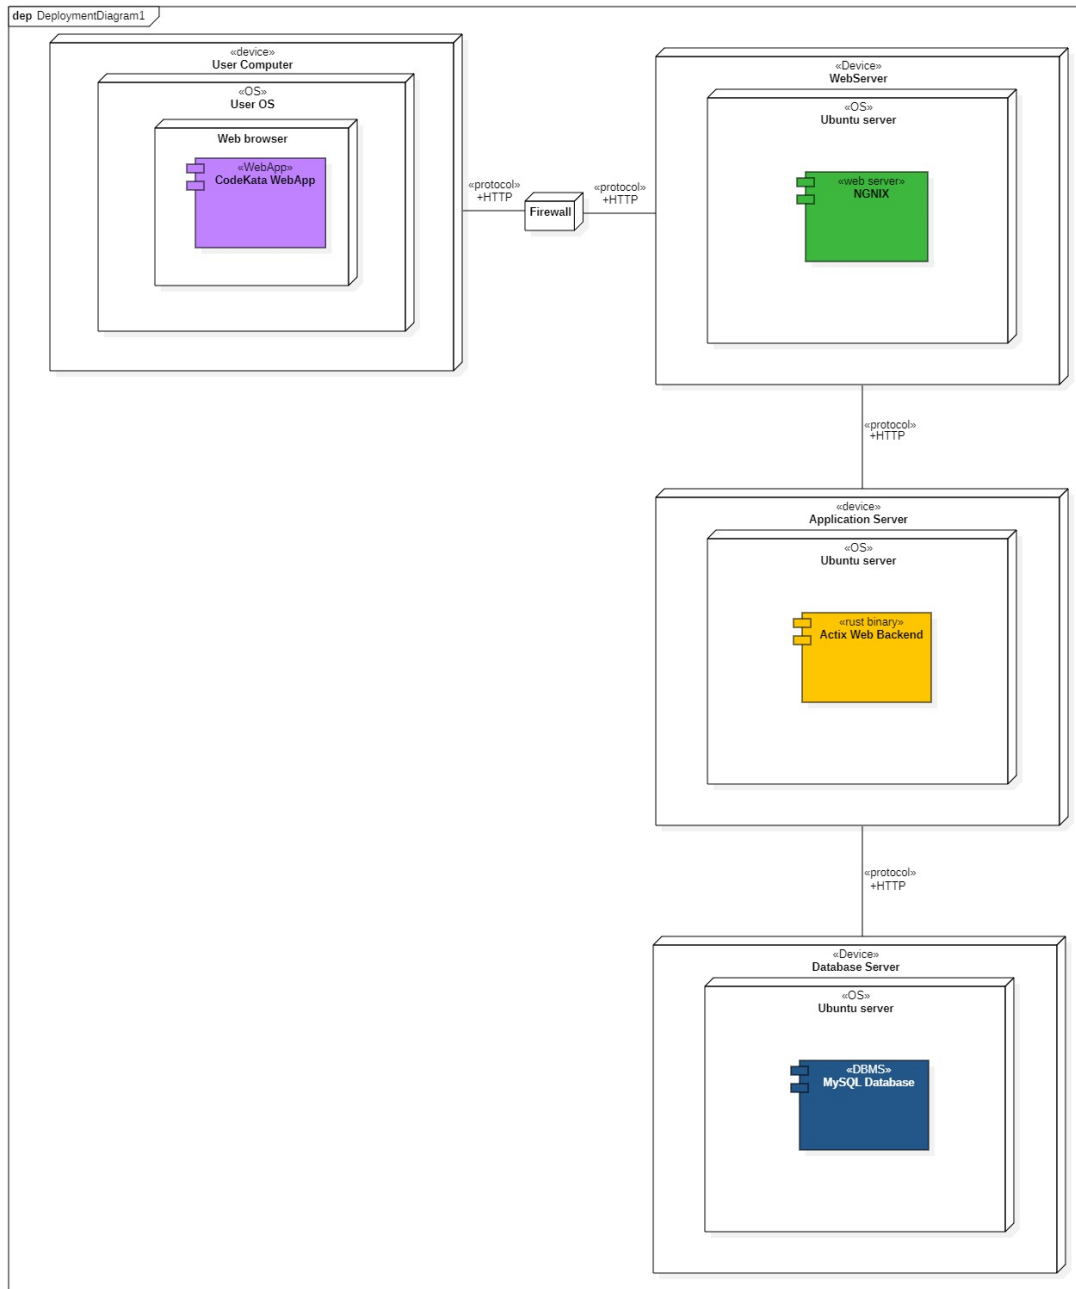 dep DeploymentDiagram1
«device»
User Computer
«OS»
User OS
Web browser
«WebApp»
CodeKata WebApp
«protocol»
+HTTP
Firewall
«protocol»
+HTTP
«Device»
WebServer
«OS»
Ubuntu server
«web server»
NGNIX
«protocol»
+HTTP
«device»
Application Server
«OS»
Ubuntu server
«rust binary»
Actix Web Backend
«protocol»
+HTTP
«Device»
Database Server
«OS»
Ubuntu server
«DBMS»
MySQL Database